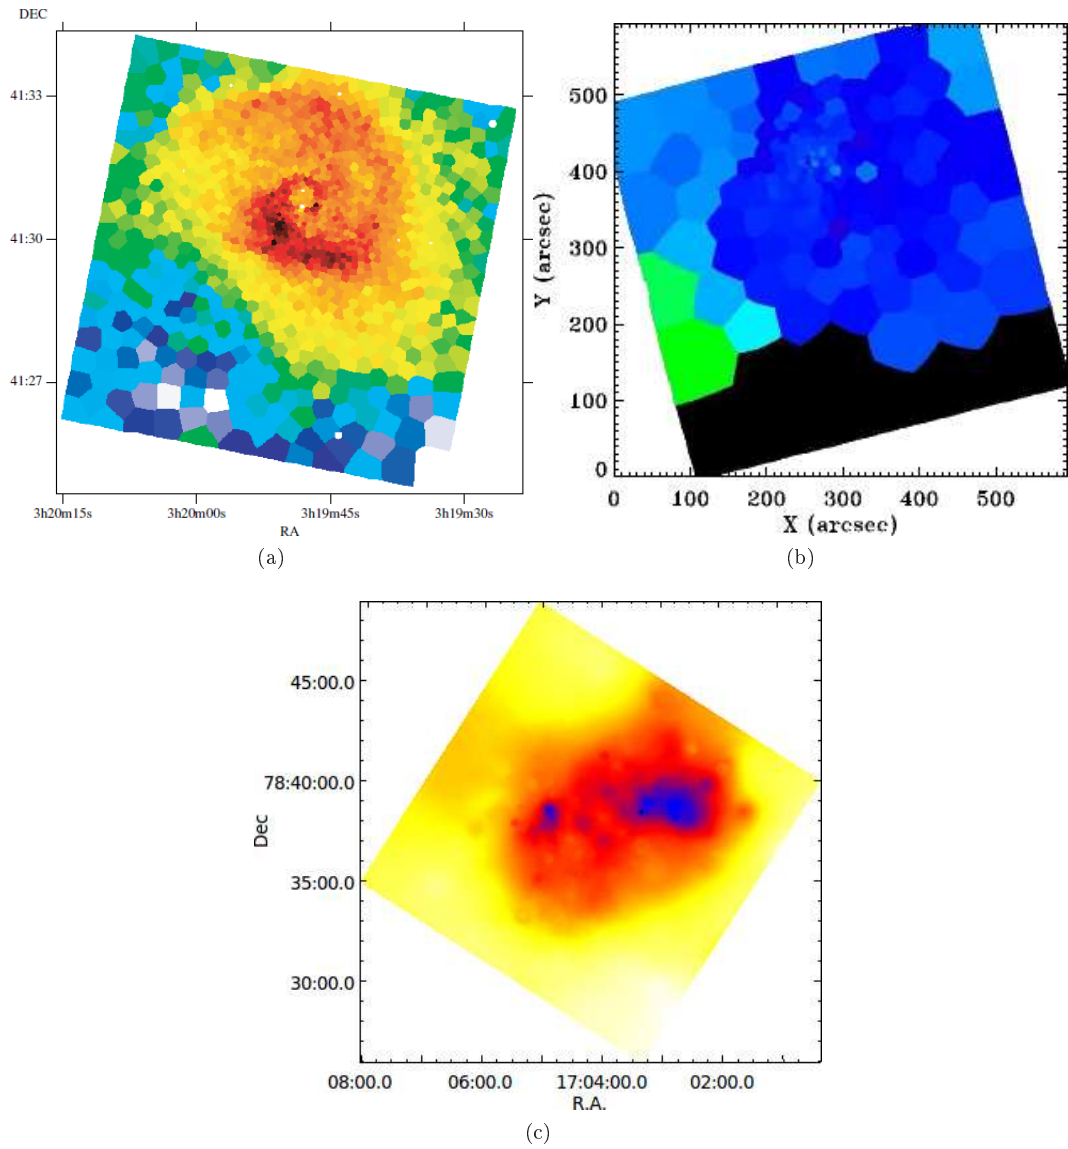 DEC
41:33
41:30
41:27
3h20m15s 3h20m00s 3h19m45s 3h19m30s
RA
(a)
Y (arcsec)
500
400
300
200
100
0
0 100 200 300 400 500
X (arcsec)
(b)
Dec
45:00.0
78:40:00.0
35:00.0
30:00.0
08:00.0 06:00.0 17:04:00.0 02:00.0
R.A.
(c)